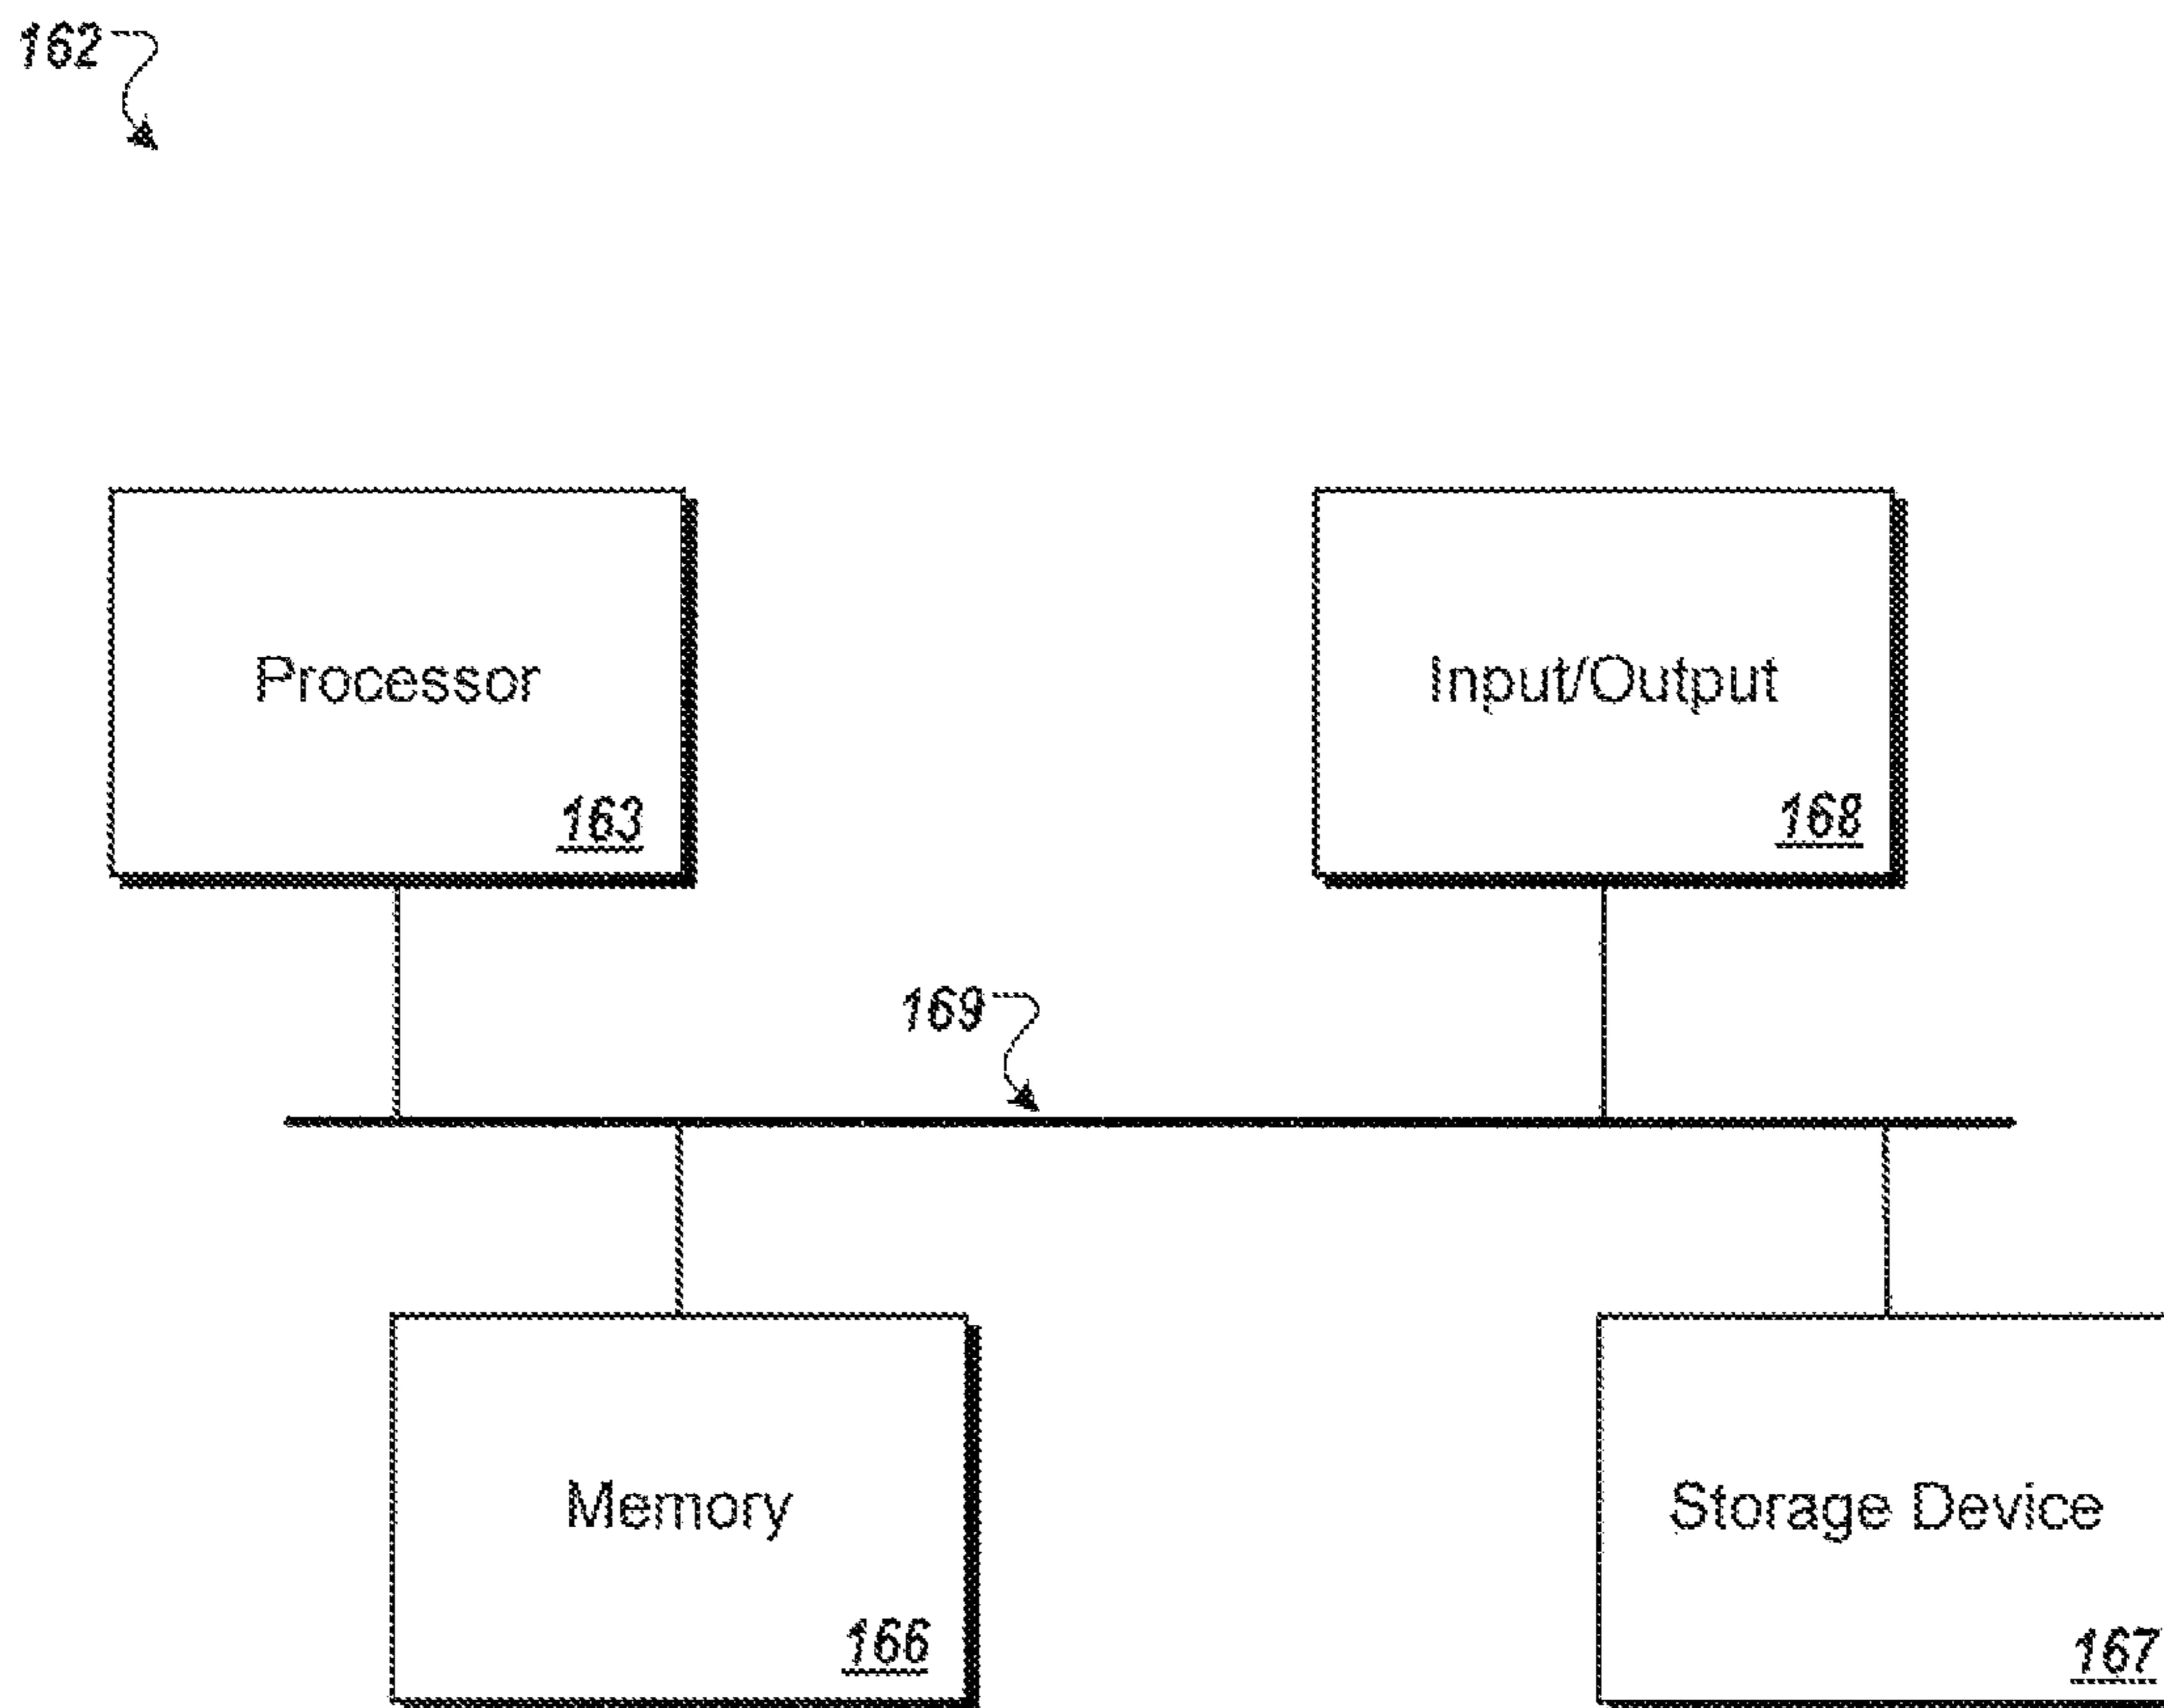 162
Processor
163
Input/Output
168
169
Memory
166
Storage Device
167